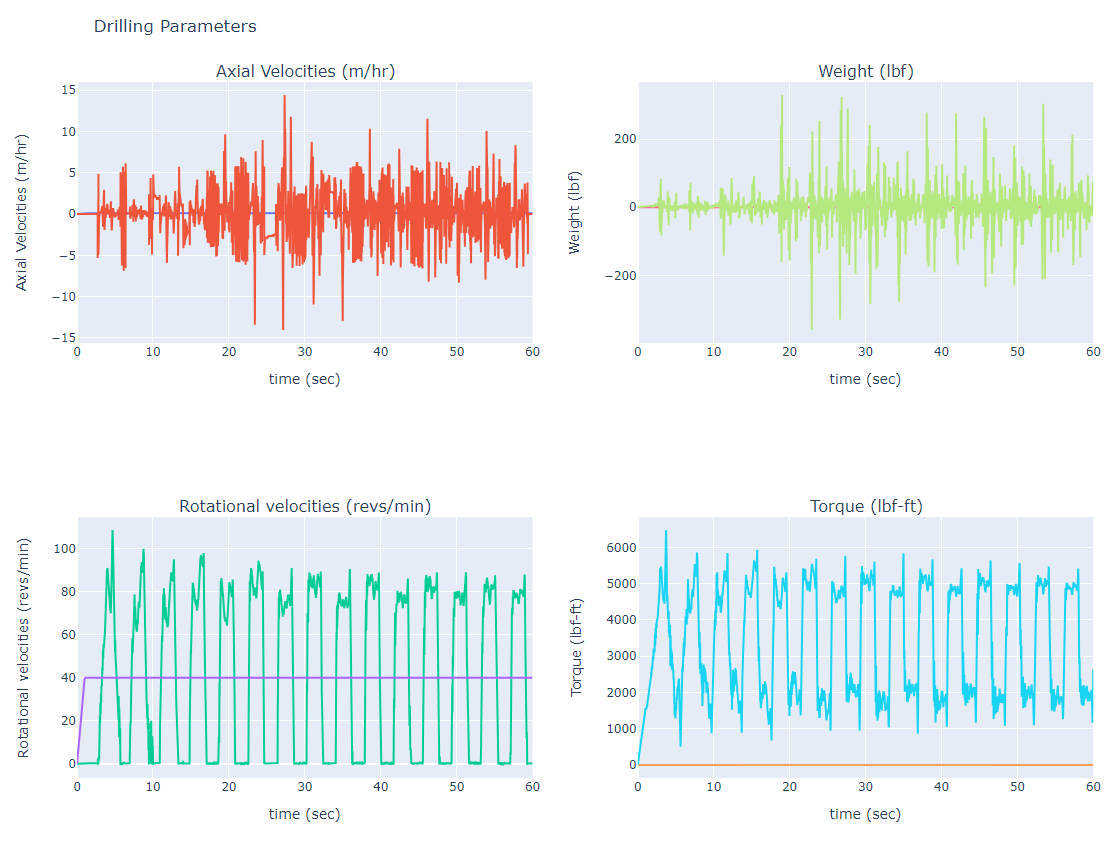 Drilling Parameters
Axial Velocities (m/hr)
Weight (lbf)
Axial Velocities (m/hr)
15
10
5
0
−5
−10
−15
0 10 20 30 40 50 60
time (sec)
Weight (lbf)
200
0
−200
0 10 20 30 40 50 60
time (sec)
Rotational velocities (revs/min)
Torque (lbf-ft)
Rotational velocities (revs/min)
100
80
60
40
20
0
0 10 20 30 40 50 60
time (sec)
Torque (lbf-ft)
6000
5000
4000
3000
2000
1000
0
0 10 20 30 40 50 60
time (sec)